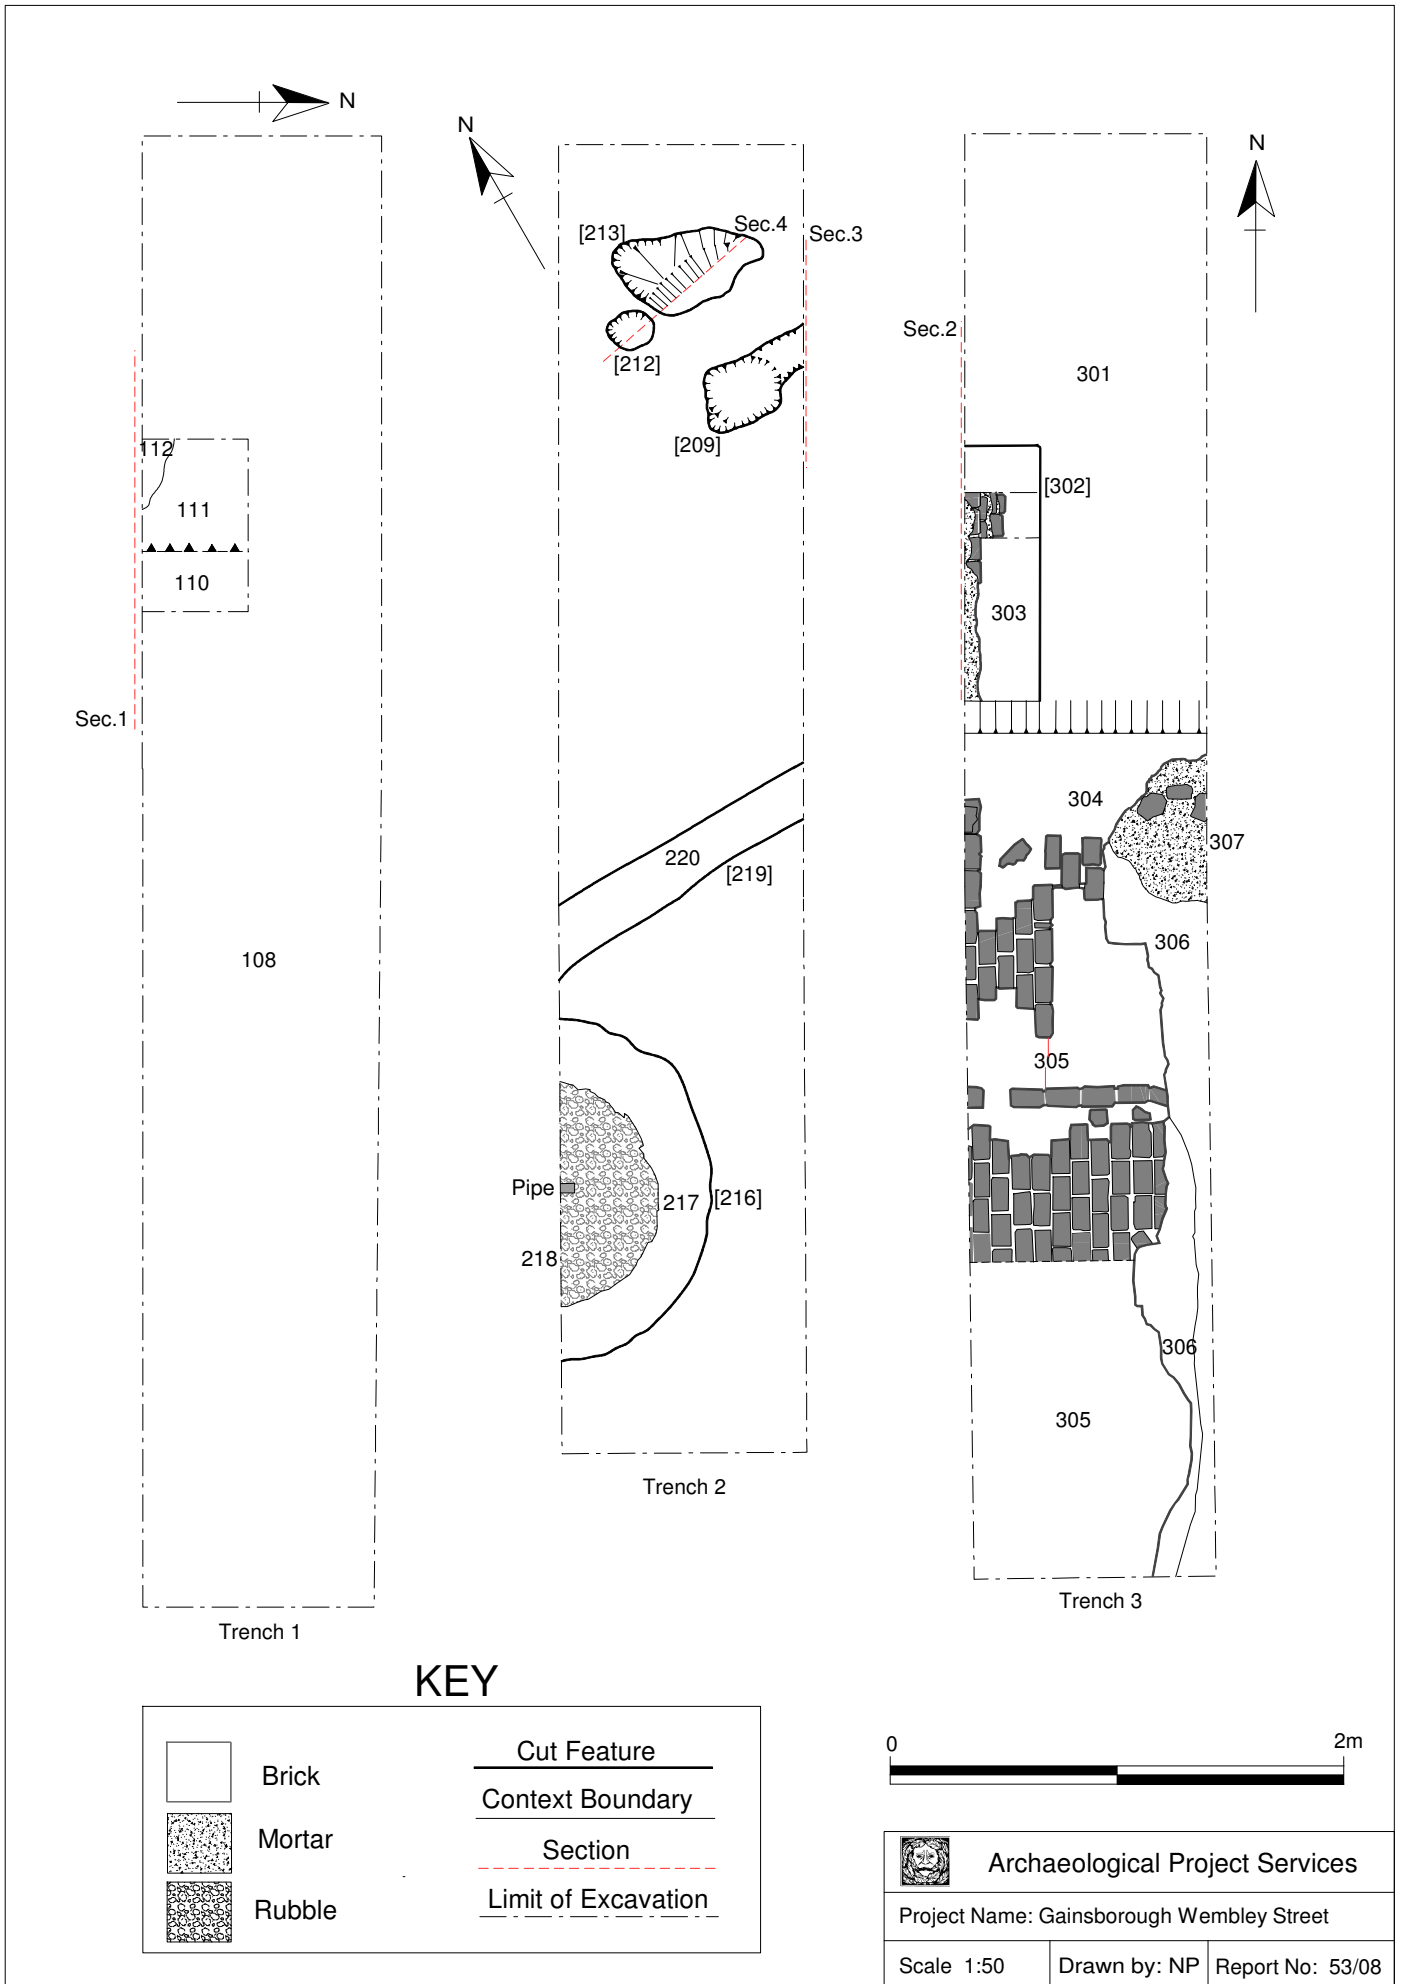 N
N
N
[213]
Sec.4
Sec.3
Sec.2
[212]
301
112
[209]
[302]
111
110
303
Sec.1
304
220
307
[219]
306
108
305
Pipe
217
[216]
218
306
305
Trench 2
Trench 3
Trench 1
KEY
Brick
Mortar
Rubble
Cut Feature
Context Boundary
Section
Limit of Excavation
0
2m
Archaeological Project Services
Project Name: Gainsborough Wembley Street
Scale 1:50
Drawn by: NP
Report No: 53/08